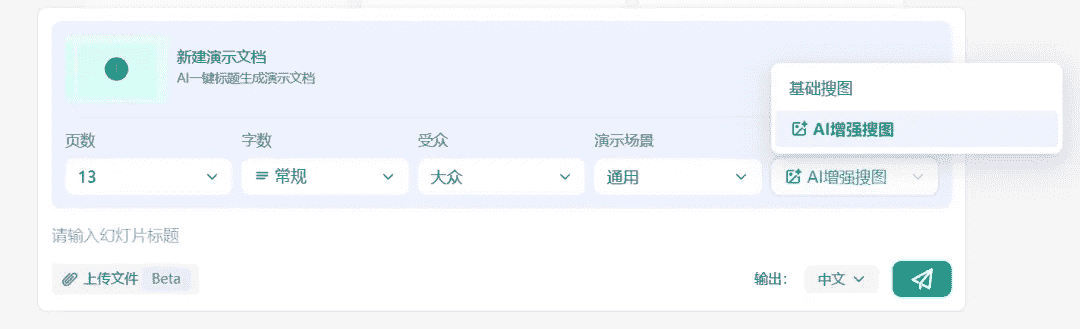 新建演示文档
AI一键标题生成演示文档
基础搜图
AI增强搜图
页数 字数 受众 演示场景
13 常规 大众 通用 AI增强搜图
请输入幻灯片标题
上传文件 Beta 输出： 中文